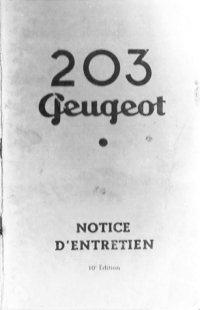 203
Peugeot
NOTICE
D'ENTRETIEN
10e Édition